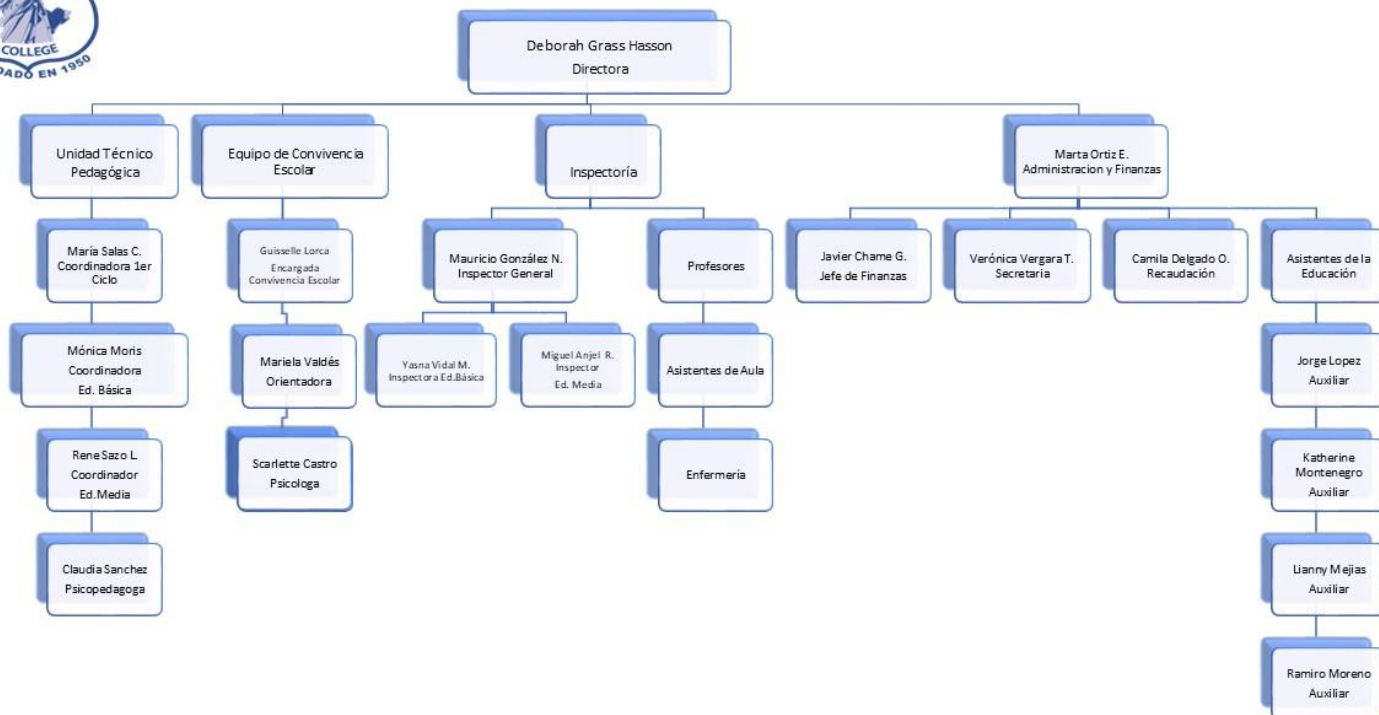 COLLEGE
EN 1950
Deborah Grass Hasson
Directora
Unidad Técnico
Pedagógica
Equipo de Convivencia
Escolar
Inspectoría
Marta Ortiz E.
Administracion y Finanzas
María Salas C.
Coordinadora 1er
Ciclo
Guisselle Lorca
Encargada
Convivencia Escolar
Mauricio González N.
Inspector General
Profesores
Javier Chame G.
Jefe de Finanzas
Verónica Vergara T.
Secretaria
Camila Delgado O.
Recaudación
Asistentes de la
Educación
Mónica Moris
Coordinadora
Ed. Básica
Mariela Valdés
Orientadora
Yasna Vidal M.
Inspectora Ed.Básica
Miguel Anjel R.
Inspector
Ed. Media
Asistentes de Aula
Jorge Lopez
Auxiliar
Rene Sazo L
Coordinador
Ed.Media
Scarlette Castro
Psicologa
Enfermería
Katherine
Montenegro
Auxiliar
Claudia Sanchez
Psicopedagoga
Lianny Mejias
Auxiliar
Ramiro Moreno
Auxiliar